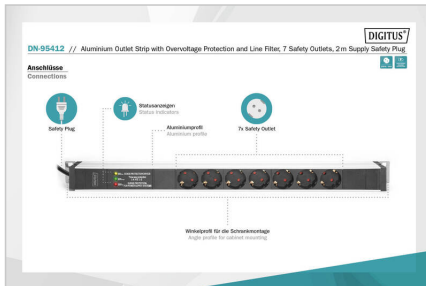 DIGITUS®
DN-95412 // Aluminium Outlet Strip with Overvoltage Protection and Line Filter, 7 Safety Outlets, 2 m Supply Safety Plug
Anschlüsse
Connections
Safety Plug
Statusanzeigen
Status indicators
Aluminiumprofil
Aluminium profile
7x Safety Outlet
Winkelprofil für die Schrankmontage
Angle profile for cabinet mounting